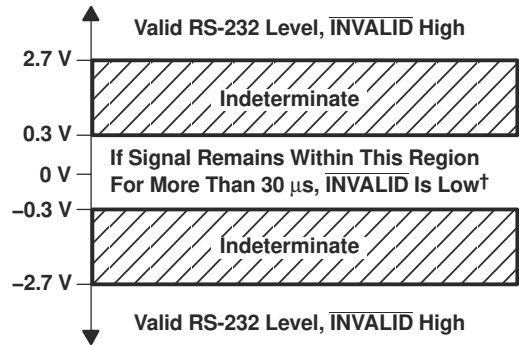 Valid RS-232 Level, INVALID High
2.7 V
Indeterminate
0.3 V
If Signal Remains Within This Region
0 V
For More Than 30 μs, INVALID Is Low†
−0.3 V
Indeterminate
−2.7 V
Valid RS-232 Level, INVALID High